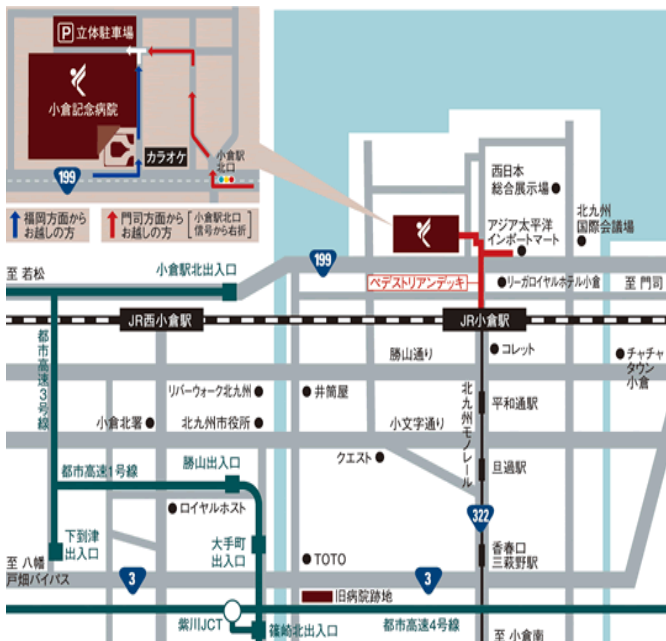 P 立体駐車場
小倉記念病院
カラオケ
小倉駅
北口
199
福岡方面から
お越しの方
門司方面から
お越しの方
小倉駅北口
信号から右折
西日本
総合展示場
北九州
国際会議場
アジア太平洋
インポートマート
至 若松
小倉駅北出入口
199
ペデストリアンデッキ
リーガロイヤルホテル小倉
至 門司
JR西小倉駅
JR小倉駅
都市高速3号線
勝山通り
コレット
チャチャ
タウン
小倉
リバーウォーク北九州
井筒屋
北九州モノレール
平和通駅
小倉北署
北九州市役所
小文字通り
クエスト
旦過駅
都市高速1号線
勝山出入口
ロイヤルホスト
322
下到津
出入口
大手町
出入口
香春口
三萩野駅
至 八幡
戸畑バイパス
3
TOTO
3
旧病院跡地
紫川JCT
篠崎北出入口
都市高速4号線
至 小倉南